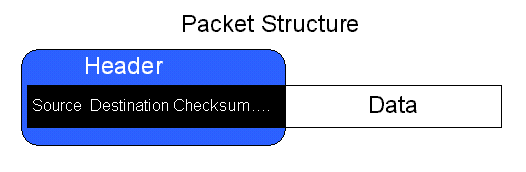 Packet Structure
Header
Source Destination Checksum....
Data